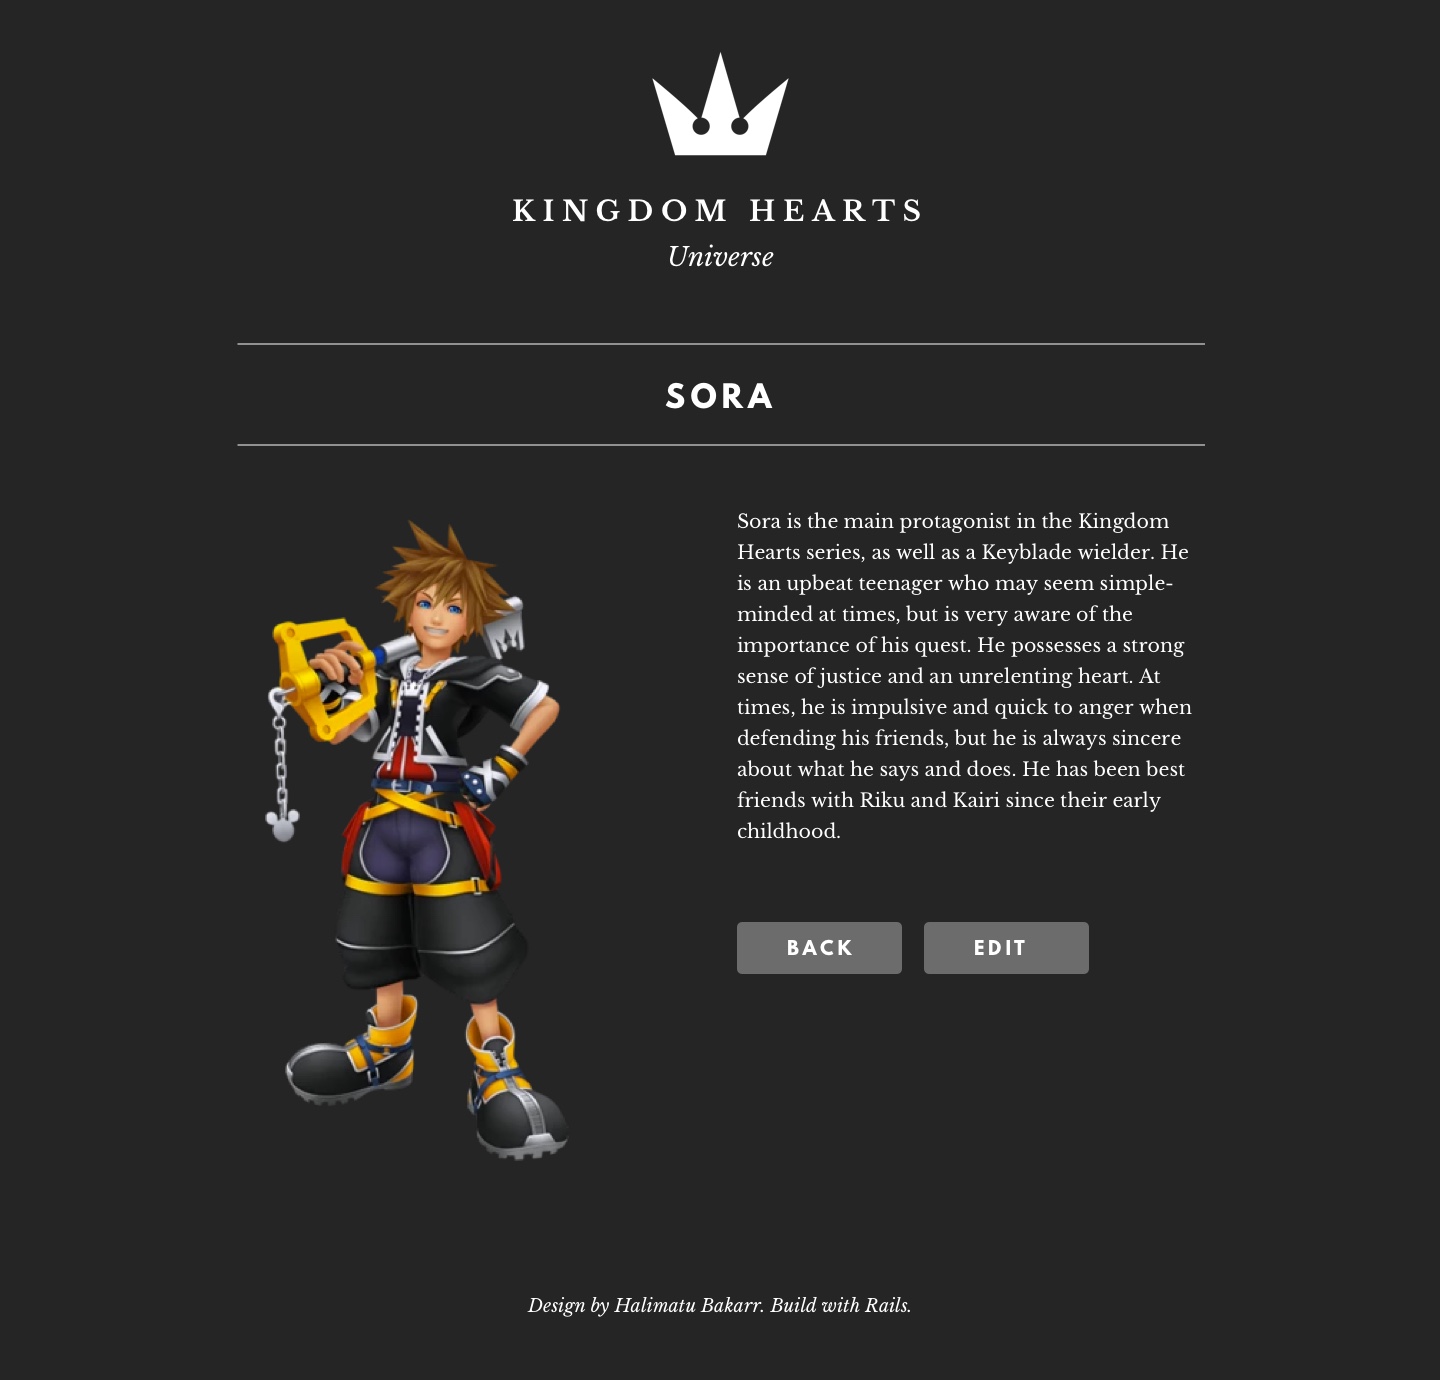 KINGDOM HEARTS
Universe
SORA
Sora is the main protagonist in the Kingdom
Hearts series, as well as a Keyblade wielder. He
is an upbeat teenager who may seem simple-
minded at times, but is very aware of the
importance of his quest. He possesses a strong
sense of justice and an unrelenting heart. At
times, he is impulsive and quick to anger when
defending his friends, but he is always sincere
about what he says and does. He has been best
friends with Riku and Kairi since their early
childhood.
BACK EDIT
Design by Halimatu Bakarr. Build with Rails.